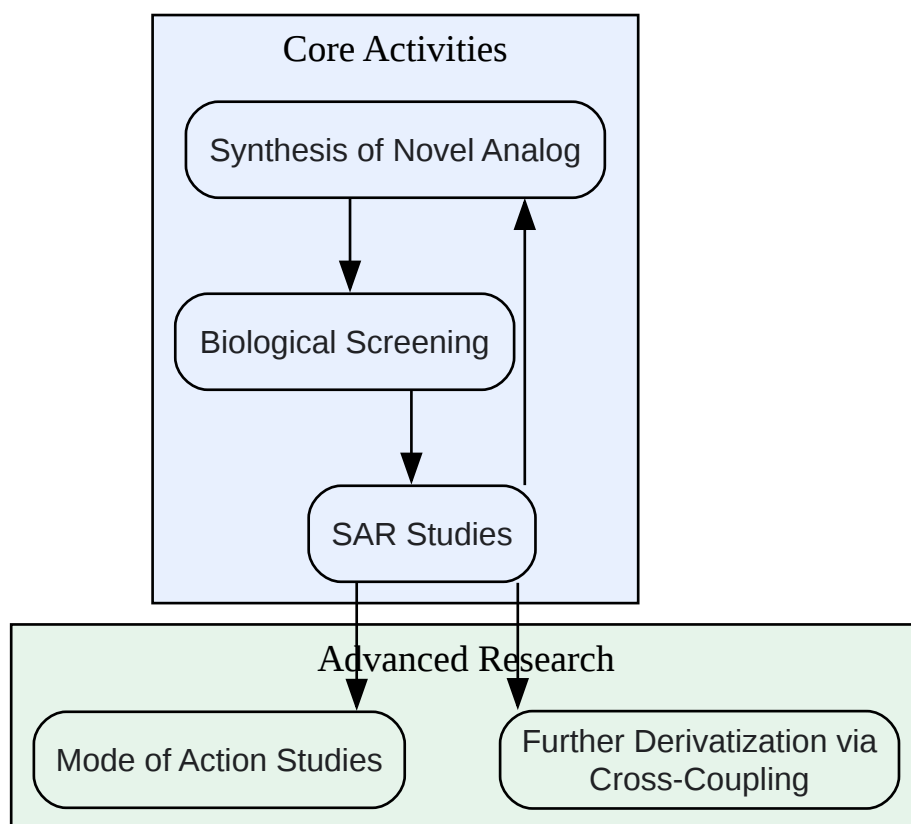 Core Activities
Synthesis of Novel Analog
Biological Screening
SAR Studies
Advanced Research
Mode of Action Studies
Further Derivatization via
Cross-Coupling